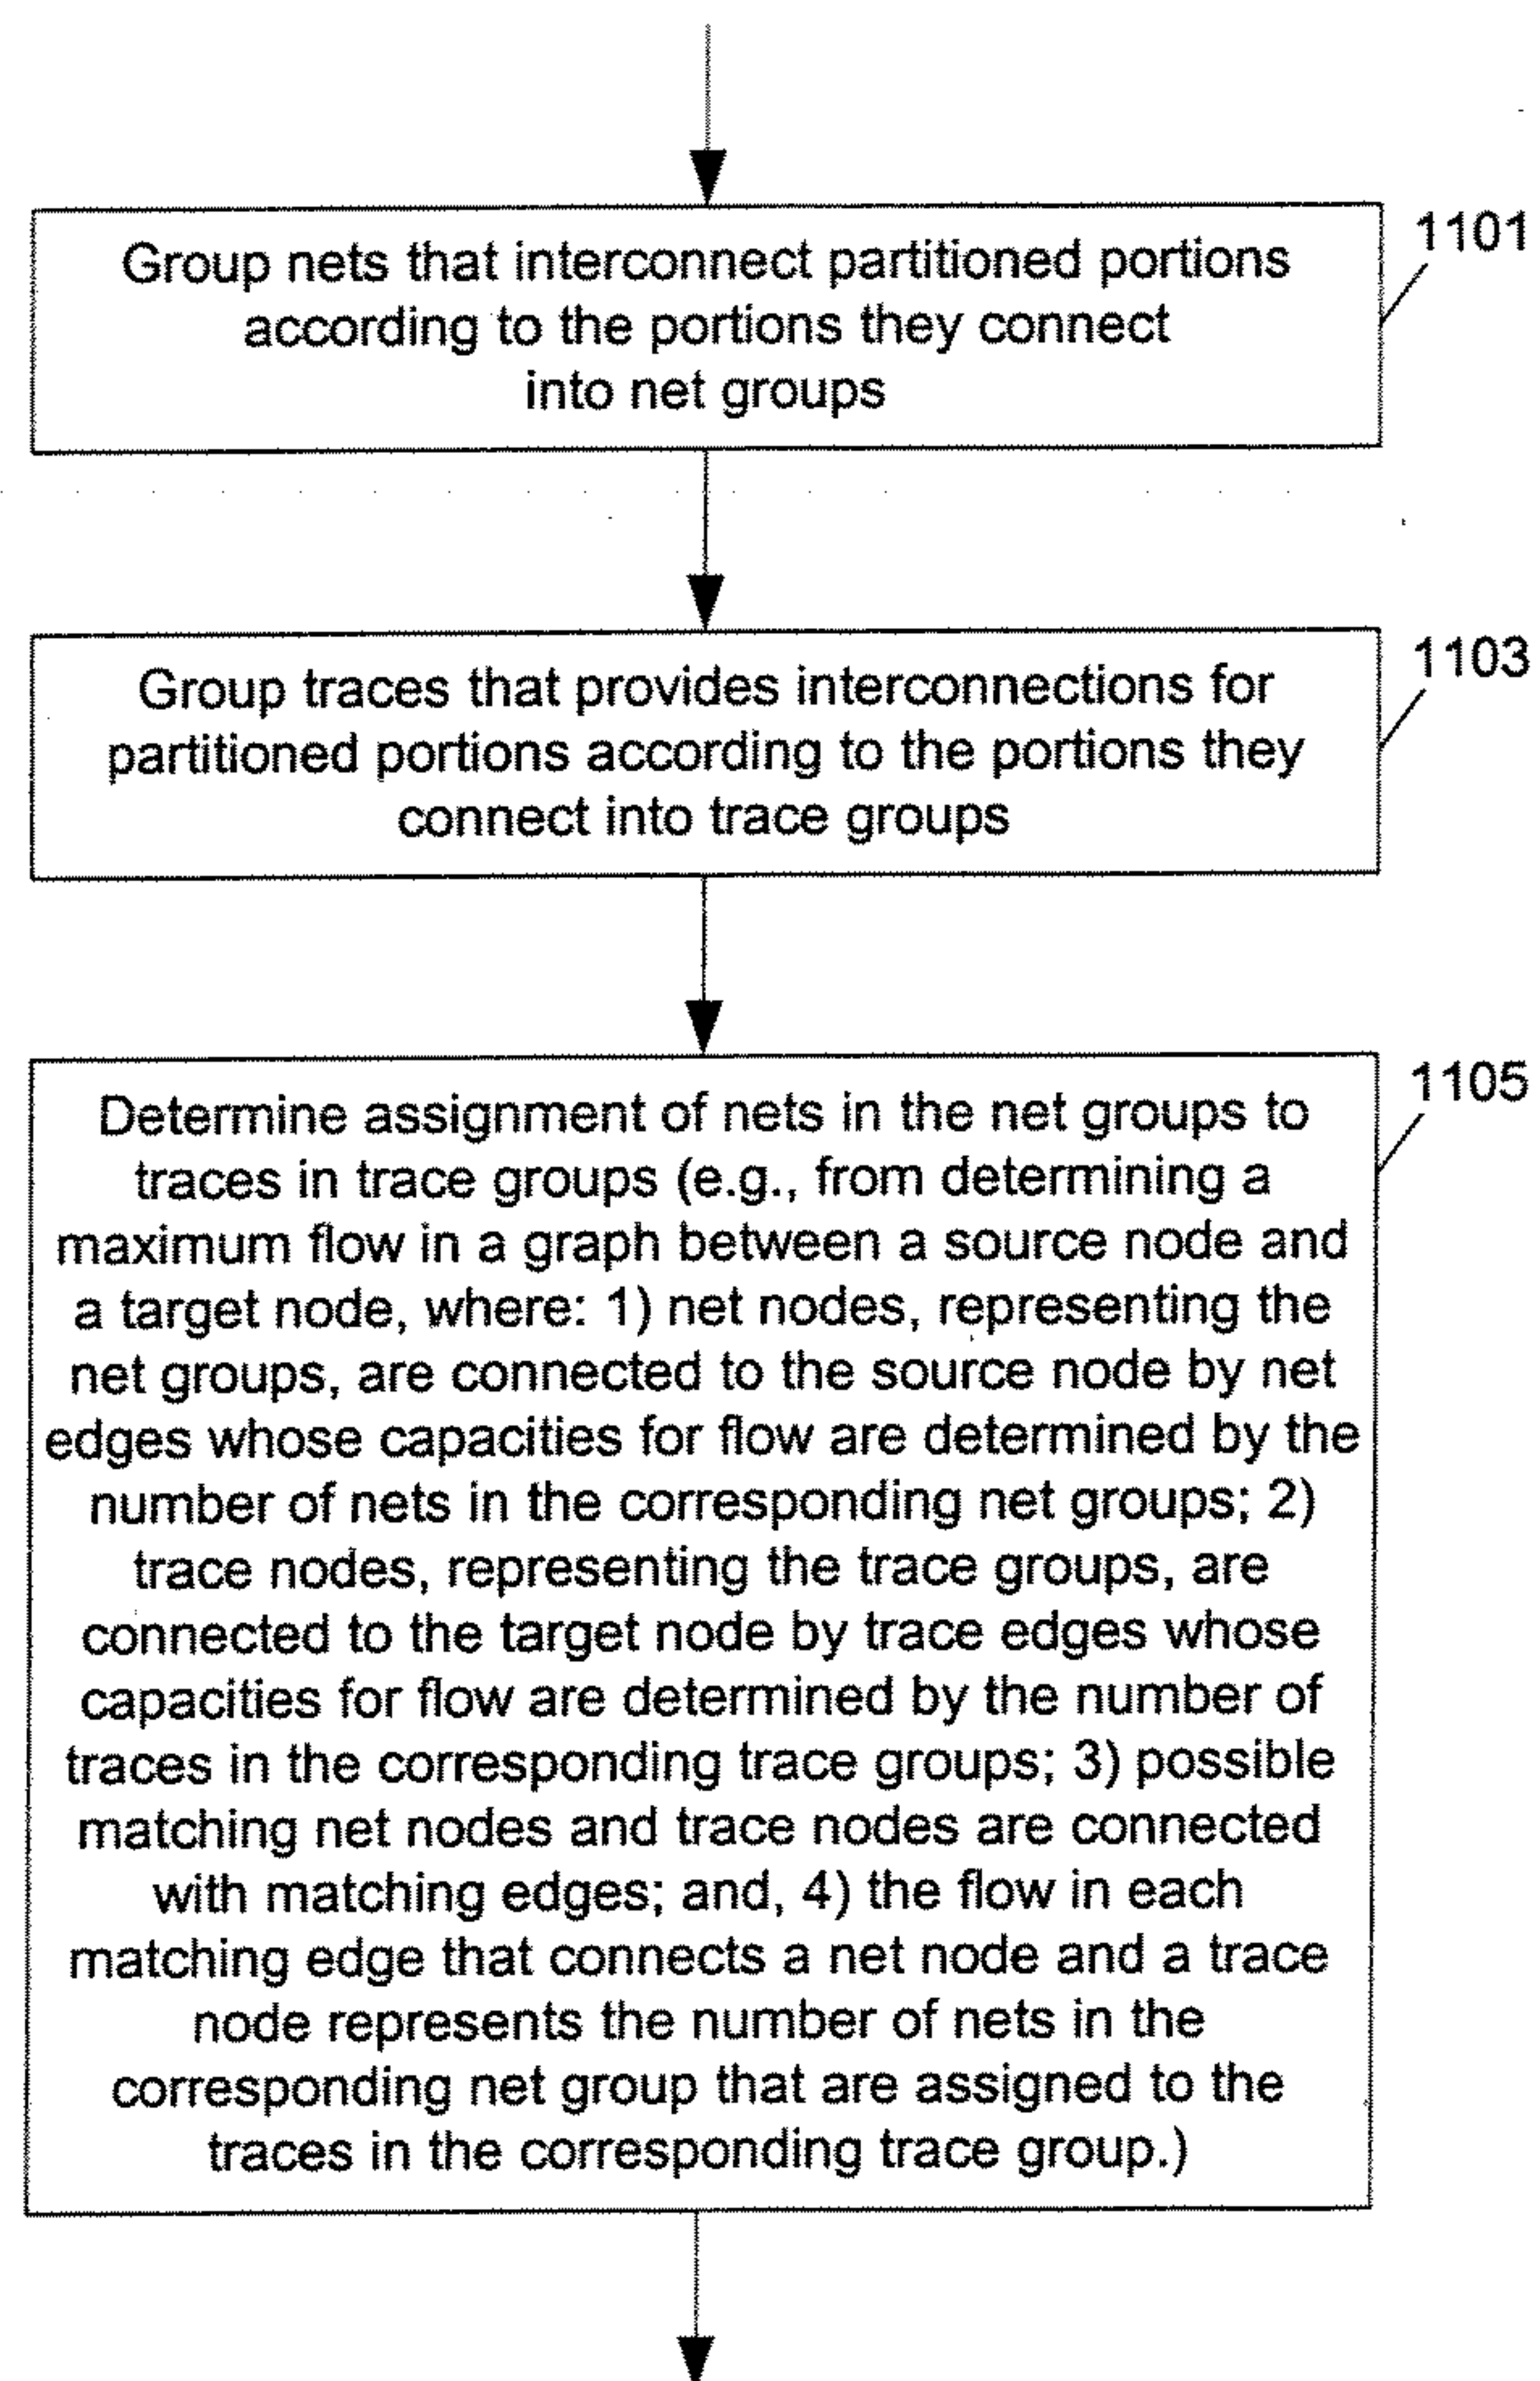 Group nets that interconnect partitioned portions
according to the portions they connect
into net groups
1101
Group traces that provides interconnections for
partitioned portions according to the portions they
connect into trace groups
1103
Determine assignment of nets in the net groups to
traces in trace groups (e.g., from determining a
maximum flow in a graph between a source node and
a target node, where: 1) net nodes, representing the
net groups, are connected to the source node by net
edges whose capacities for flow are determined by the
number of nets in the corresponding net groups; 2)
trace nodes, representing the trace groups, are
connected to the target node by trace edges whose
capacities for flow are determined by the number of
traces in the corresponding trace groups; 3) possible
matching net nodes and trace nodes are connected
with matching edges; and, 4) the flow in each
matching edge that connects a net node and a trace
node represents the number of nets in the
corresponding net group that are assigned to the
traces in the corresponding trace group.)
1105